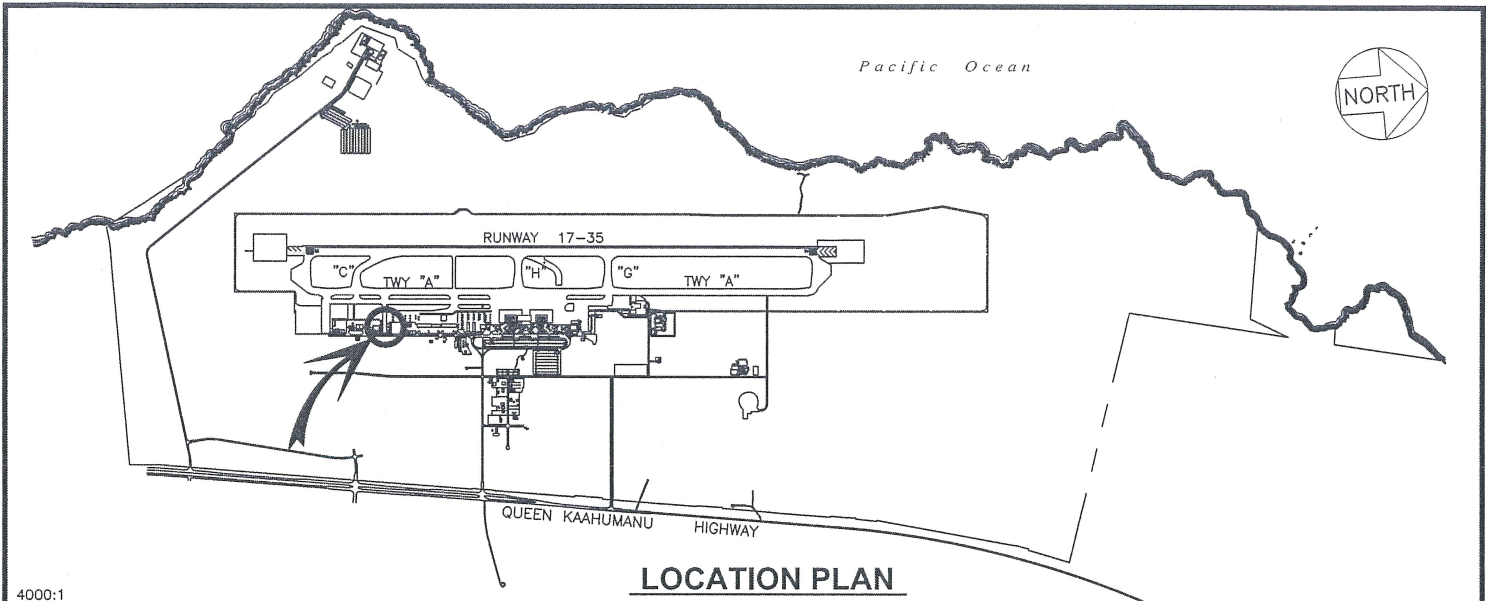 Pacific Ocean
NORTH
RUNWAY 17-35
"C"
TWY "A"
"H"
"G"
TWY "A"
QUEEN KAAHUMANU HIGHWAY
LOCATION PLAN
4000:1